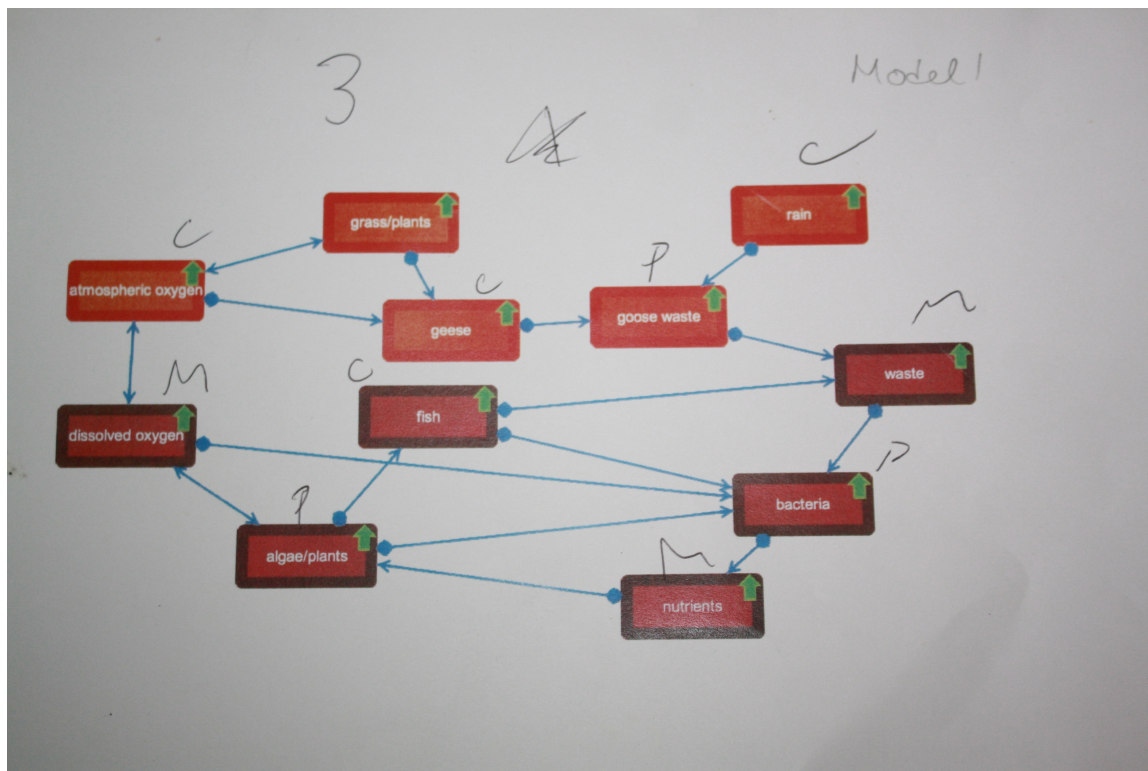 3
Model 1
C
rain
grass/plants
C
P
atmospheric oxygen
C
geese
goose waste
M
waste
M
C
fish
dissolved oxygen
P
bacteria
P
algae/plants
M
nutrients